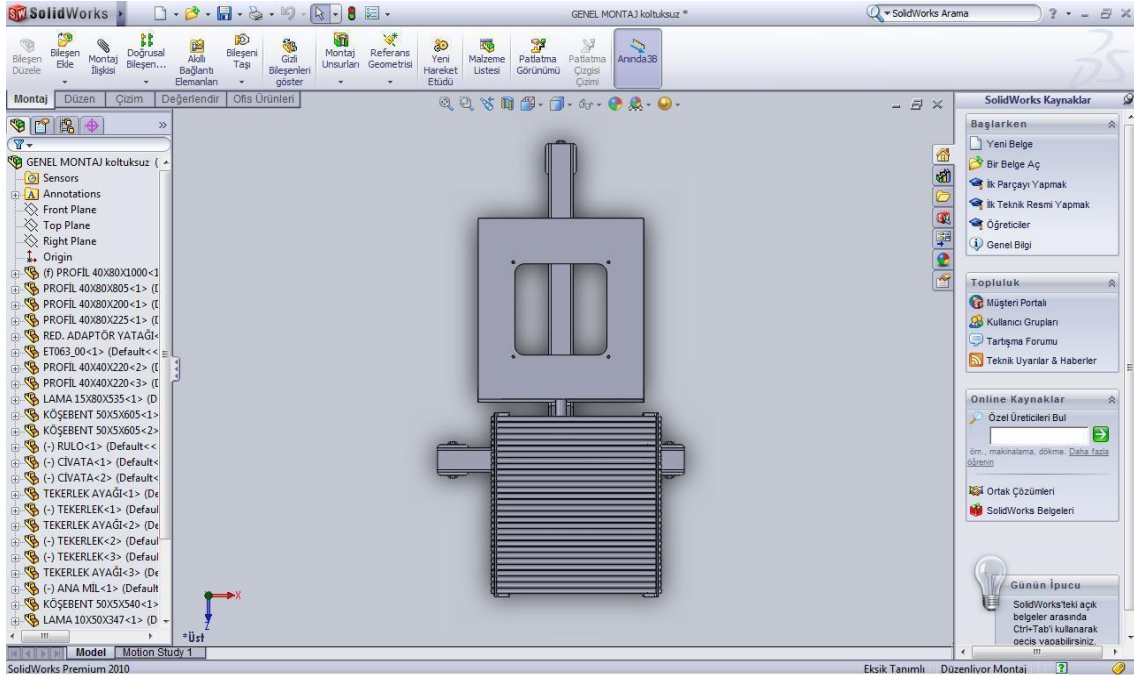 SolidWorks
GENEL MONTAJ koltuksuz *
SolidWorks Arama
Bileşen
Düzele
Bileşen
Ekle
Montaj
İlişkisi
Doğrusal
Bileşen...
Akıllı
Bağlantı
Elemanları
Bileşeni
Taşı
Gizli
Bileşenleri
göster
Montaj
Unsurları
Referans
Geometrisi
Yeni
Hareket
Etüdü
Malzeme
Listesi
Patlatma
Görünümü
Patlatma
Çizgisi
Çizimi
Anında3B
Montaj
Düzen
Çizim
Değerlendir
Ofis Ürünleri
GENEL MONTAJ koltuksuz (
Sensors
Annotations
Front Plane
Top Plane
Right Plane
Origin
(f) PROFİL 40X80X1000<1
PROFİL 40X80X805<1> (D
PROFİL 40X80X200<1> (D
PROFİL 40X80X225<1> (D
RED. ADAPTÖR YATAĞI<
ET063_00<1> (Default<<
PROFİL 40X40X220<2> (D
PROFİL 40X40X220<3> (D
LAMA 15X80X535<1> (D
KÖŞEBENT 50X5X605<1>
KÖŞEBENT 50X5X605<2>
(-) RULO<1> (Default<<
(-) CİVATA<1> (Default<
(-) CİVATA<2> (Default<
TEKERLEK AYAĞI<1> (De
(-) TEKERLEK<1> (Defaul
TEKERLEK AYAĞI<2> (De
(-) TEKERLEK<2> (Defaul
(-) TEKERLEK<3> (Defaul
TEKERLEK AYAĞI<3> (De
(-) ANA MİL<1> (Default
KÖŞEBENT 50X5X540<1>
LAMA 10X50X347<1> (D
X
Z
*Üst
Model
Motion Study 1
SolidWorks Premium 2010
Eksik Tanımlı
Düzenliyor Montaj
SolidWorks Kaynaklar
Başlarken
Yeni Belge
Bir Belge Aç
İlk Parçayı Yapmak
İlk Teknik Resmi Yapmak
Öğreticiler
Genel Bilgi
Topluluk
Müşteri Portalı
Kullanıcı Grupları
Tartışma Forumu
Teknik Uyarılar & Haberler
Online Kaynaklar
Özel Üreticileri Bul
örn., makinalama, dökme. Daha fazla
öğrenin
Ortak Çözümleri
SolidWorks Belgeleri
Günün İpucu
SolidWorks'teki açık
belgeler arasında
Ctrl+Tab'i kullanarak
geçiş yapabilirsiniz.